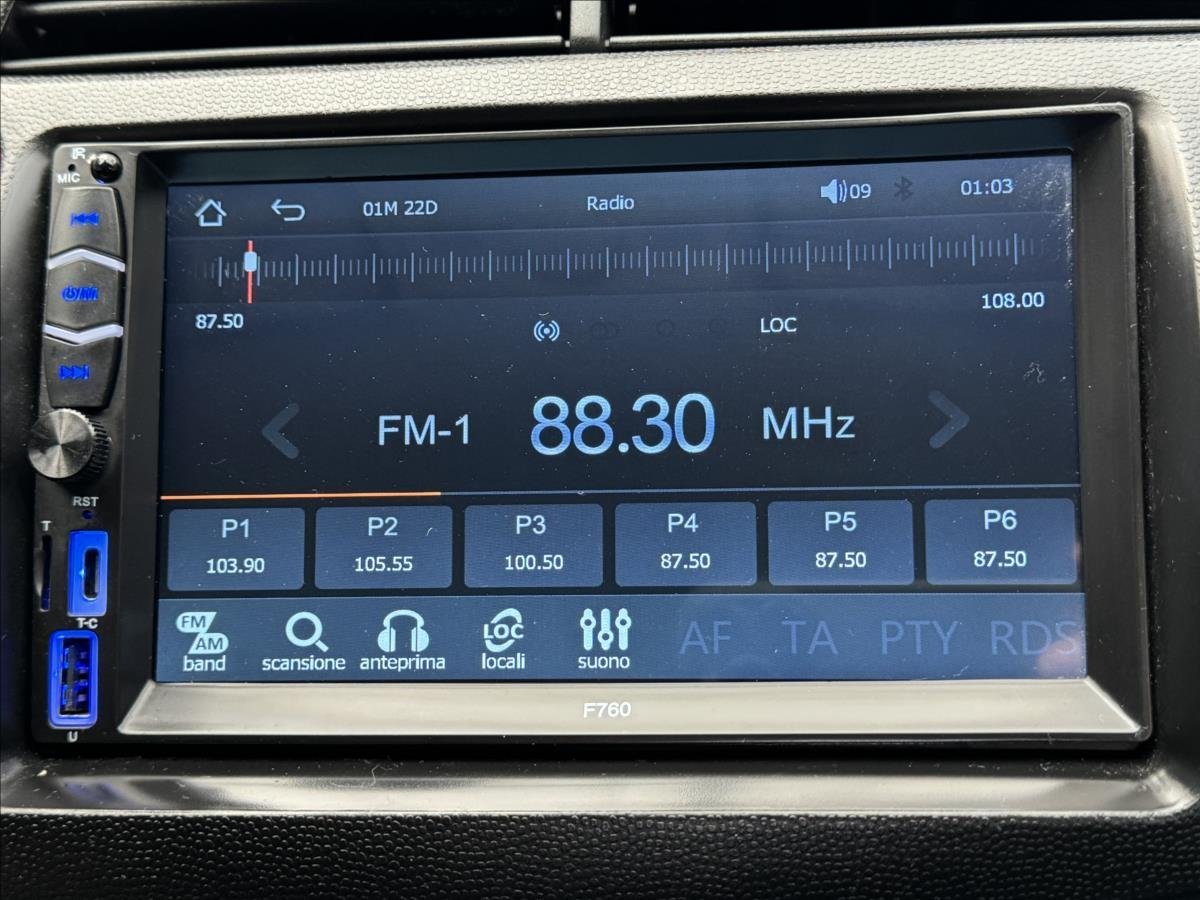 IR
MIC
01M 22D
Radio
09
01:03
87.50
108.00
LOC
FM-1
88.30
MHz
RST
T
P1
103.90
P2
105.55
P3
100.50
P4
87.50
P5
87.50
P6
87.50
T-C
FM
AM
band
scansione
anteprima
LOC
locali
suono
AF
TA
PTY
RDS
F760
U